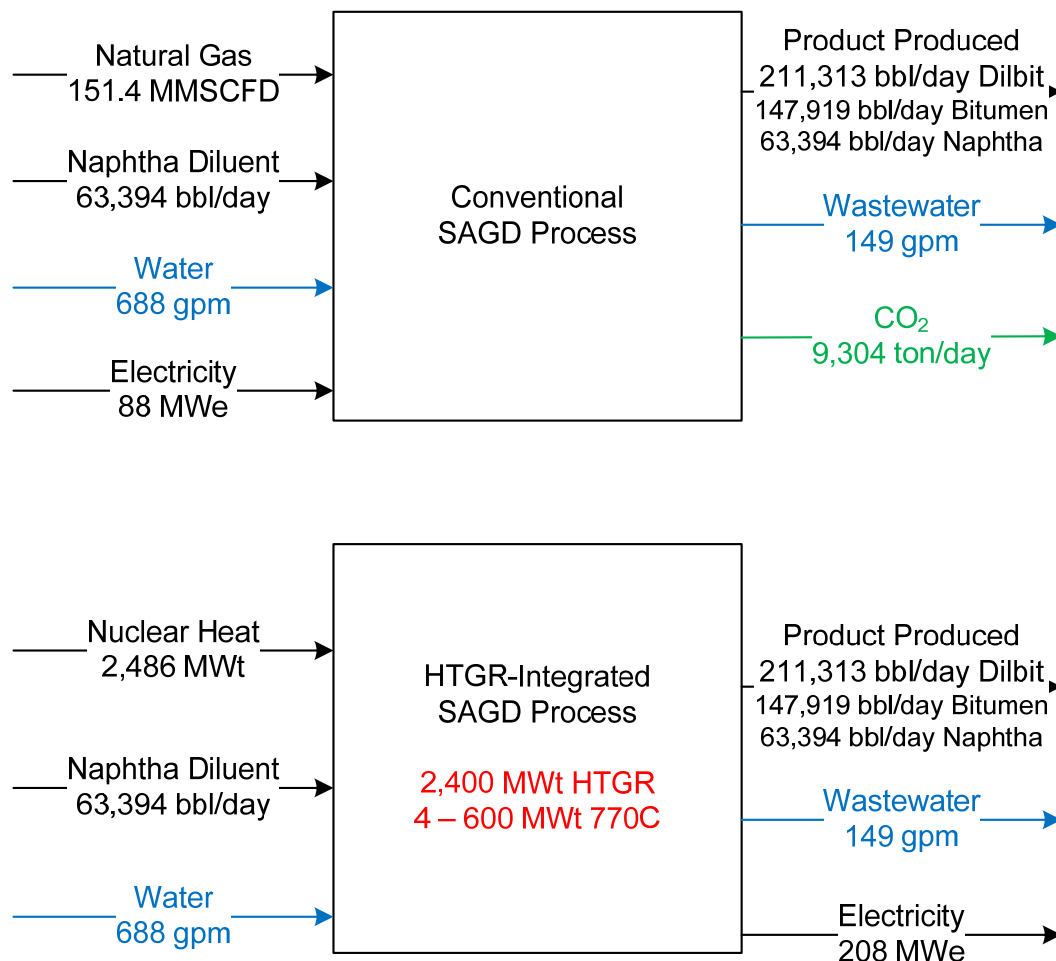 Natural Gas
151.4 MMSCFD
Naphtha Diluent
63,394 bbl/day
Water
688 gpm
Electricity
88 MWe
Conventional
SAGD Process
Product Produced
211,313 bbl/day Dilbit
147,919 bbl/day Bitumen
63,394 bbl/day Naphtha
Wastewater
149 gpm
CO₂
9,304 ton/day
Nuclear Heat
2,486 MWt
Naphtha Diluent
63,394 bbl/day
Water
688 gpm
HTGR-Integrated
SAGD Process
2,400 MWt HTGR
4 – 600 MWt 770C
Product Produced
211,313 bbl/day Dilbit
147,919 bbl/day Bitumen
63,394 bbl/day Naphtha
Wastewater
149 gpm
Electricity
208 MWe